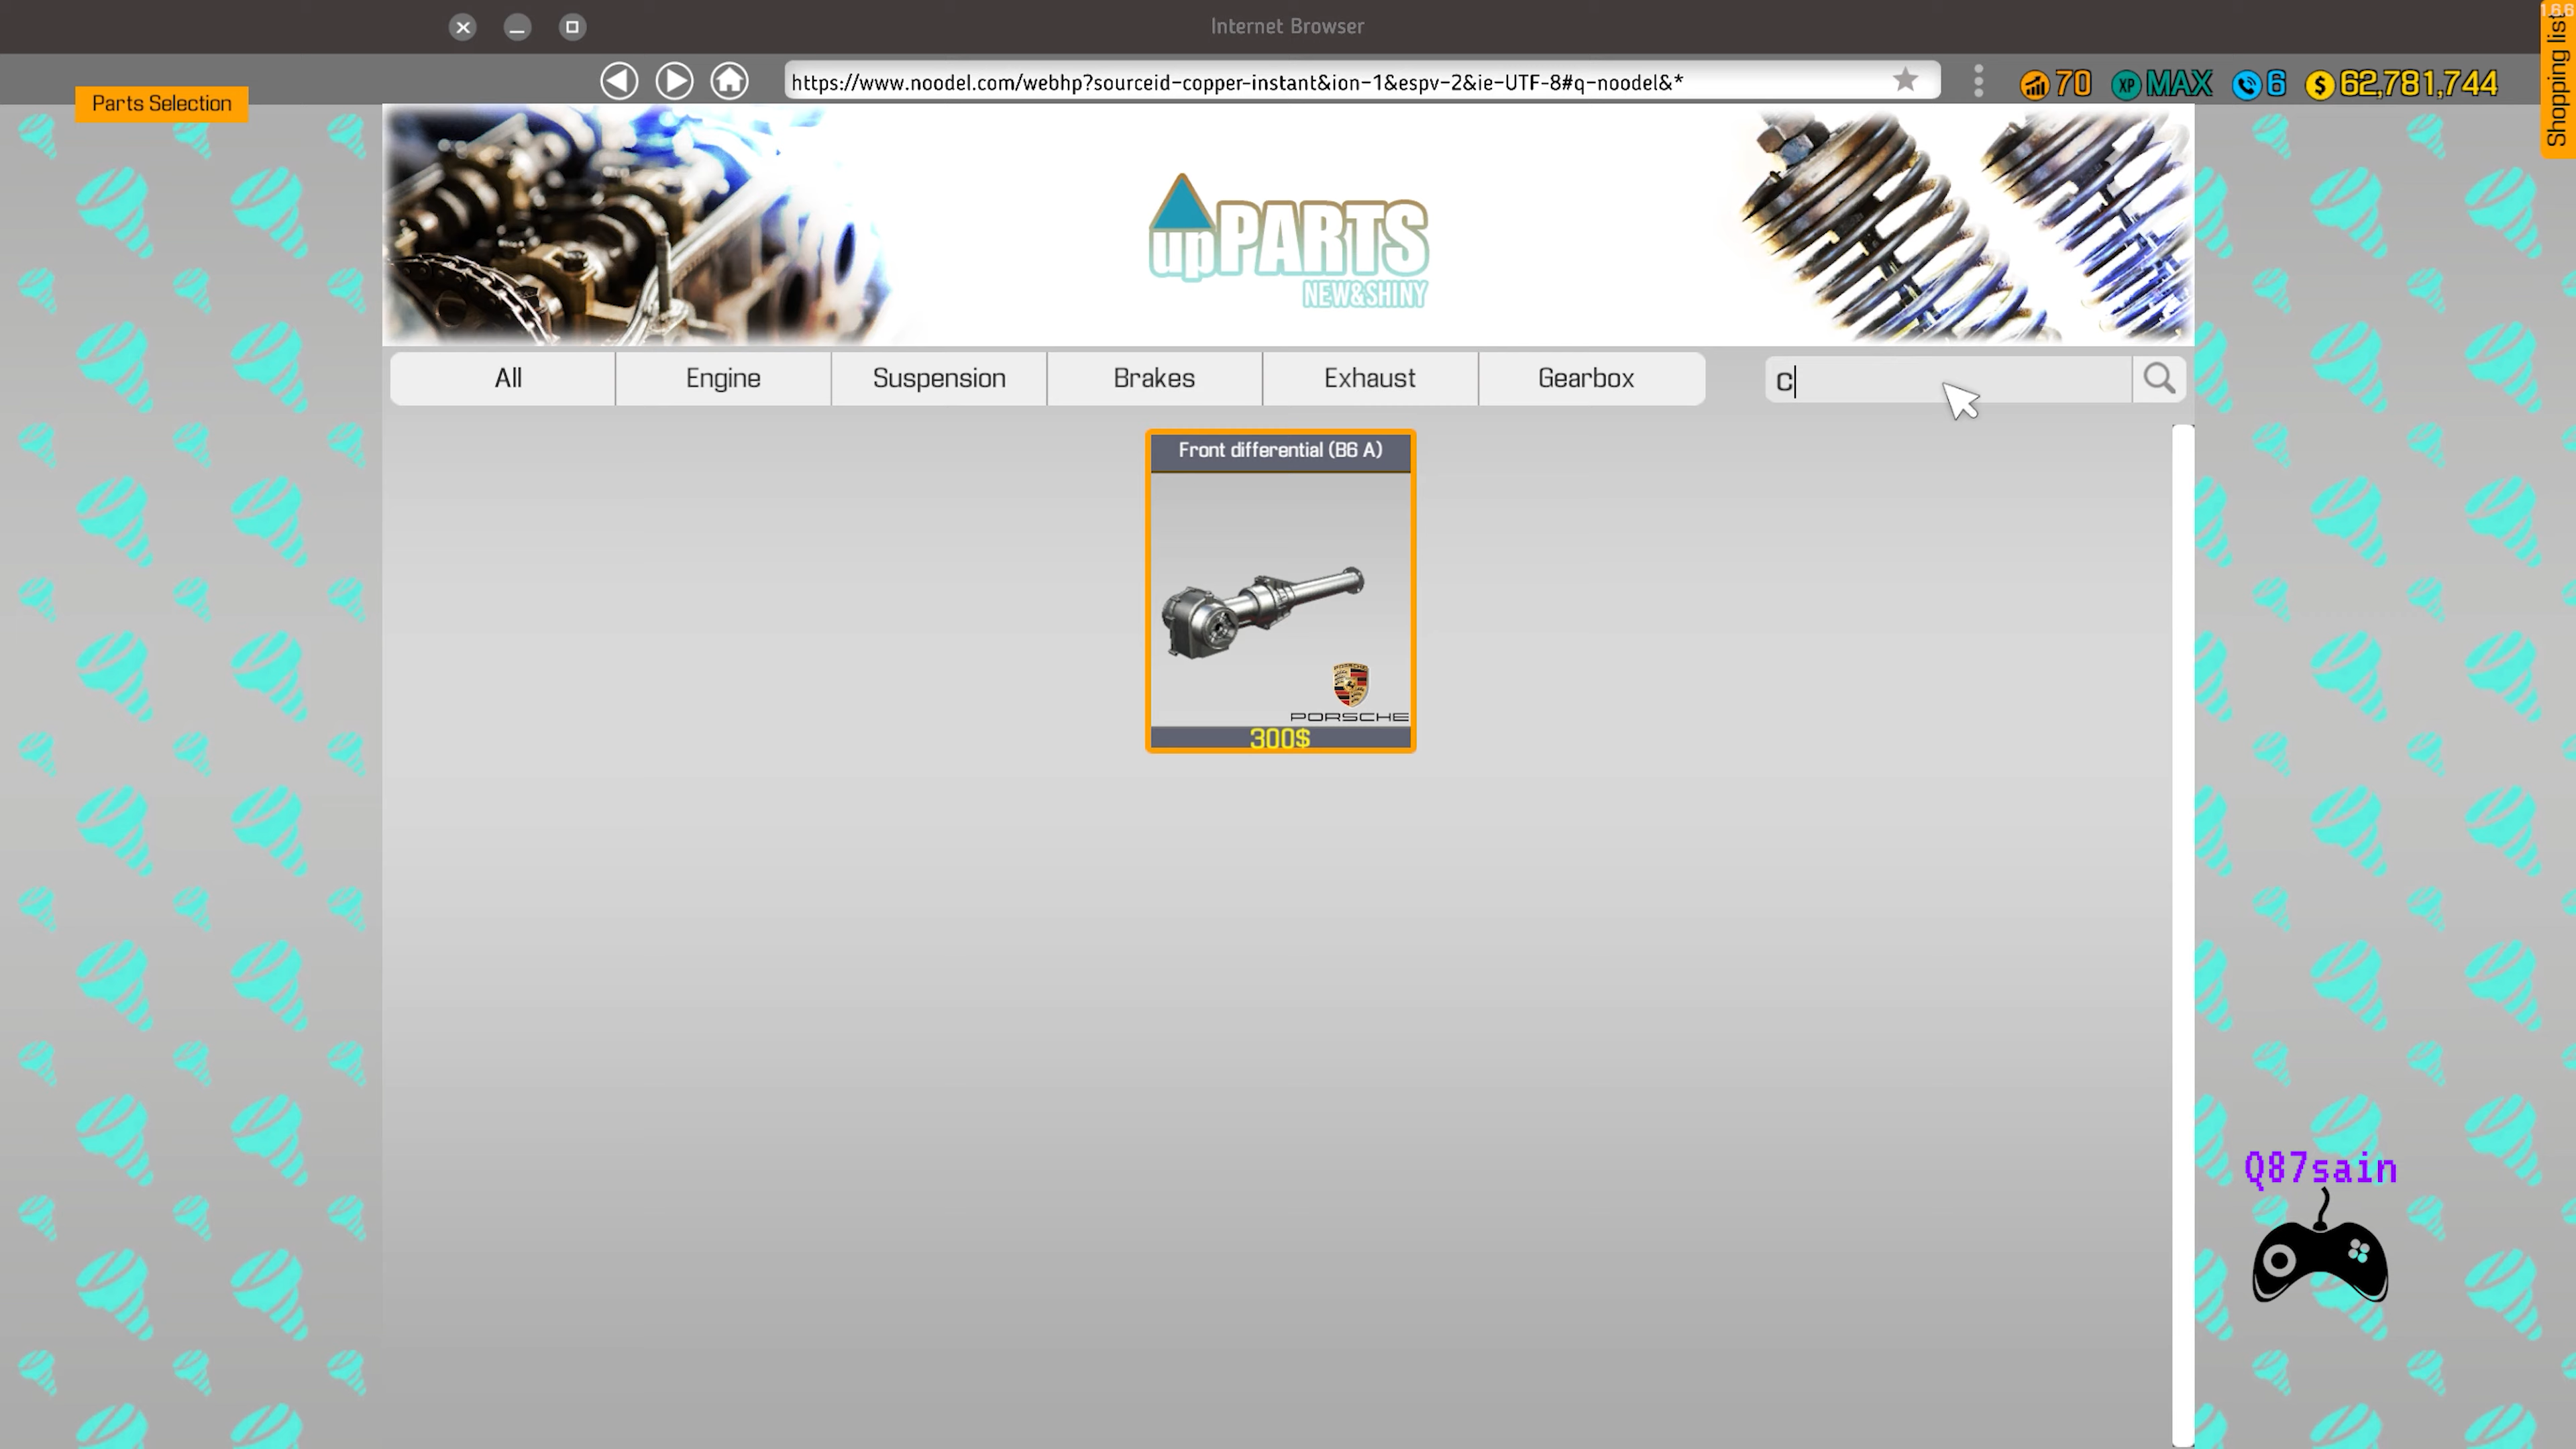 Internet Browser
166
Shopping list
https://www.noodel.com/webhp?sourceid-copper-instant&ion-1&espv-2&ie-UTF-8#q-noodel&*
70 XP MAX 6 $ 62,781,744
Parts Selection
upPARTS
NEW&SHINY
All Engine Suspension Brakes Exhaust Gearbox c
Front differential (B6 A)
PORSCHE
300$
Q87sain